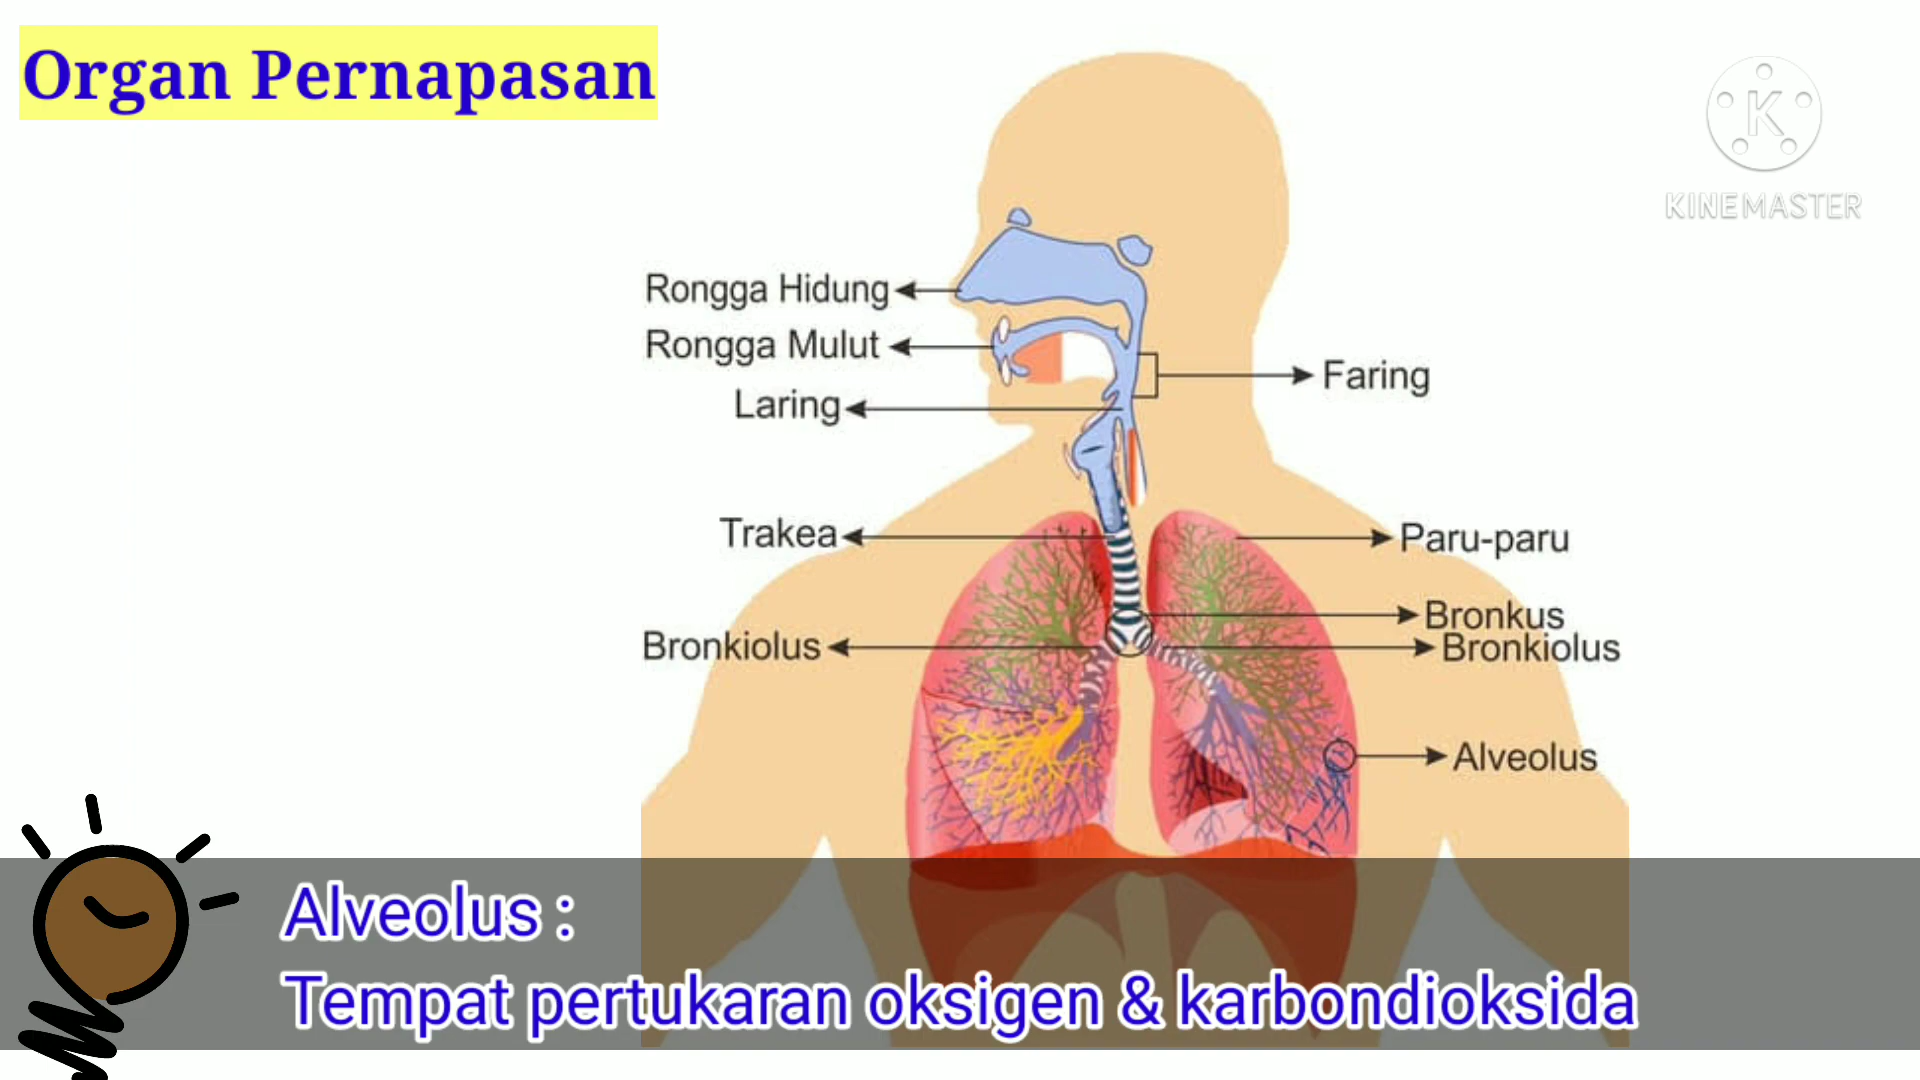 Organ Pernapasan
K
KINEMASTER
Rongga Hidung
Rongga Mulut
Faring
Laring
Trakea
Paru-paru
Bronkus
Bronkiolus
Bronkiolus
Alveolus
Alveolus :
Tempat pertukaran oksigen & karbondioksida